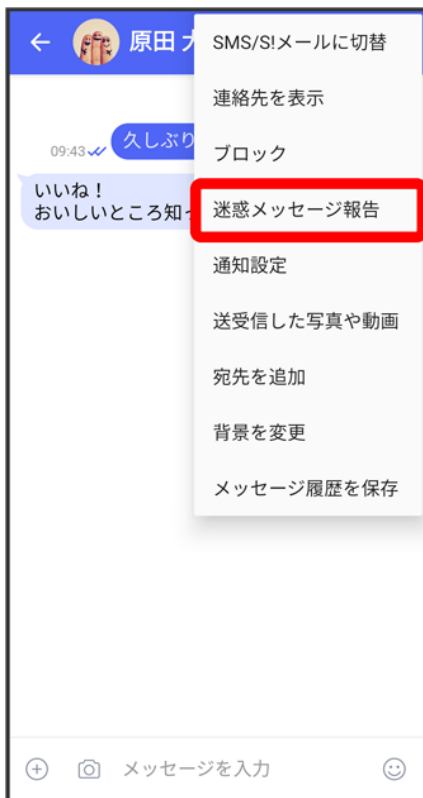 原田
SMS/S!メールに切替
連絡先を表示
ブロック
迷惑メッセージ報告
通知設定
送受信した写真や動画
宛先を追加
背景を変更
メッセージ履歴を保存
09:43
久しぶり
いいね！
おいしいところ知っ
メッセージを入力